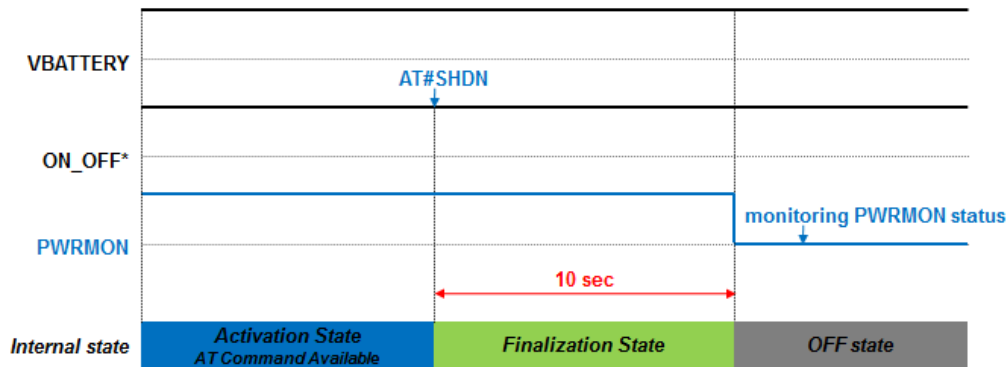 VBATTERY
AT#SHDN
ON_OFF*
monitoring PWRMON status
PWRMON
10 sec
Internal state
Activation State
AT Command Available
Finalization State
OFF state